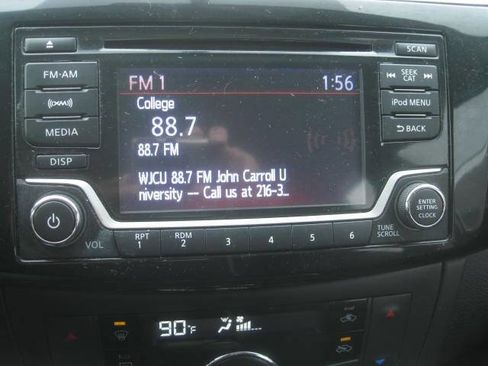 SCAN
FM·AM
SEEK
CAT
FM 1
1:56
College
88.7
88.7 FM
iPod MENU
MEDIA
BACK
DISP
WJCU 88.7 FM John Carroll U
niversity -- Call us at 216-3...
ENTER
SETTING
CLOCK
VOL
RPT
1
RDM
2
3
4
5
6
TUNE
SCROLL
90°F